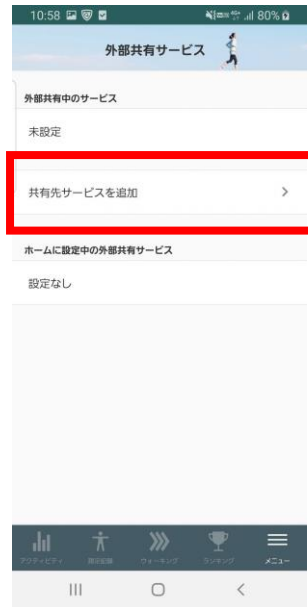 10:58 80%
外部共有サービス
外部共有中のサービス
未設定
共有先サービスを追加
ホームに設定中の外部共有サービス
設定なし
アクティビティ 歩行距離 ウォーキング ランキング メニュー